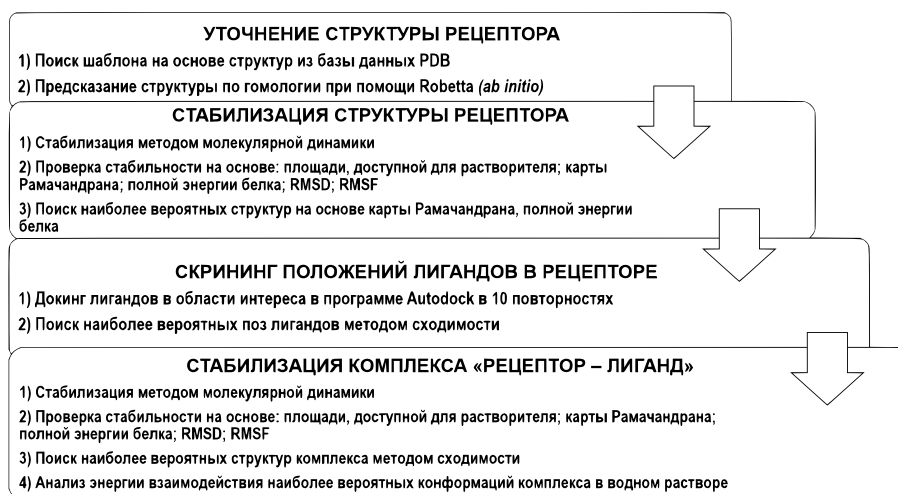 УТОЧНЕНИЕ СТРУКТУРЫ РЕЦЕПТОРА
1) Поиск шаблона на основе структур из базы данных PDB
2) Предсказание структуры по гомологии при помощи Robetta (ab initio)
СТАБИЛИЗАЦИЯ СТРУКТУРЫ РЕЦЕПТОРА
1) Стабилизация методом молекулярной динамики
2) Проверка стабильности на основе: площади, доступной для растворителя; карты
Рамачандрана; полной энергии белка; RMSD; RMSF
3) Поиск наиболее вероятных структур на основе карты Рамачандрана, полной энергии
белка
СКРИНИНГ ПОЛОЖЕНИЙ ЛИГАНДОВ В РЕЦЕПТОРЕ
1) Докинг лигандов в области интереса в программе Autodock в 10 повторностях
2) Поиск наиболее вероятных поз лигандов методом сходимости
СТАБИЛИЗАЦИЯ КОМПЛЕКСА «РЕЦЕПТОР – ЛИГАНД»
1) Стабилизация методом молекулярной динамики
2) Проверка стабильности на основе: площади, доступной для растворителя; карты Рамачандрана;
полной энергии белка; RMSD; RMSF
3) Поиск наиболее вероятных структур комплекса методом сходимости
4) Анализ энергии взаимодействия наиболее вероятных конформаций комплекса в водном растворе